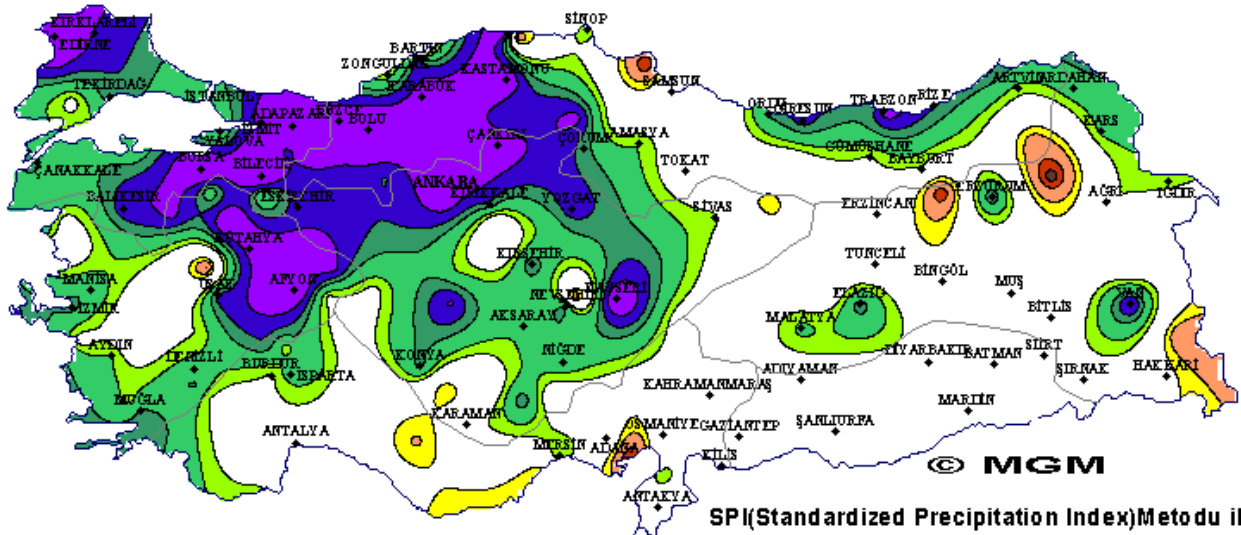 SİNOP
KIRKLARELİ
EDİRNE
BARTIN
ZONGULDAK
KASTAMONU
TEKİRDAĞ
İSTANBUL
KARABÜK
SAMSUN
ARTVİN
ARDAHAN
RİZE
TRABZON
ORDU
GİRESUN
ADAPAZARI
DÜZCE
BOLU
İZMİT
YALOVA
ÇANKIRI
ÇORUM
AMASYA
KARS
GÜMÜŞHANE
BAYBURT
TOKAT
ÇANAKKALE
BURSA
BİLECİK
ESKİŞEHİR
ANKARA
KIRIKKALE
BALIKESİR
YOZGAT
SİVAS
ERZİNCAN
ERZURUM
AĞRI
IĞDIR
KÜTAHYA
KIRŞEHİR
TUNCELİ
BİNGÖL
MUŞ
MANİSA
UŞAK
AFYON
NEVŞEHİR
KAYSERİ
ELAZIĞ
VAN
BİTLİS
İZMİR
AKSARAY
MALATYA
AYDIN
DENİZLİ
BURDUR
ISPARTA
KONYA
NİĞDE
DİYARBAKIR
BATMAN
SİİRT
ŞIRNAK
HAKKARİ
ADIYAMAN
KAHRAMANMARAŞ
MUĞLA
KARAMAN
MARDİN
ANTALYA
MERSİN
ADANA
OSMANİYE
GAZİANTEP
ŞANLIURFA
KİLİS
ANTAKYA
© MGM
SPI(Standardized Precipitation Index)Metodu il